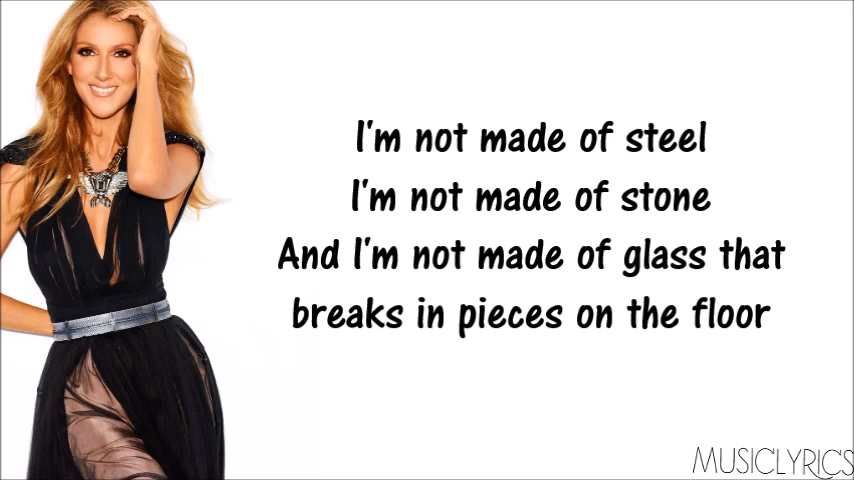 I'm not made of steel
I'm not made of stone
And I'm not made of glass that
breaks in pieces on the floor
MUSICLYRICS